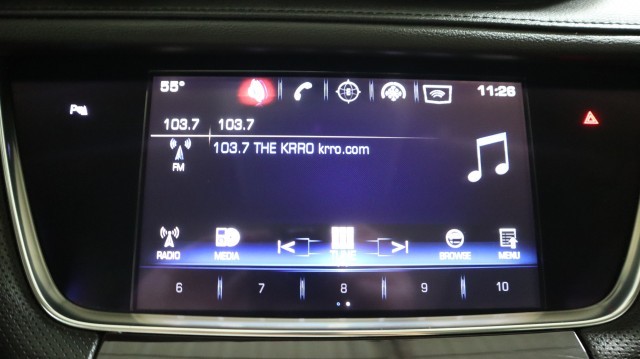 55° 11:26
103.7 103.7
103.7 THE KRRO krro.com
FM
RADIO MEDIA TUNE BROWSE MENU
6 7 8 9 10